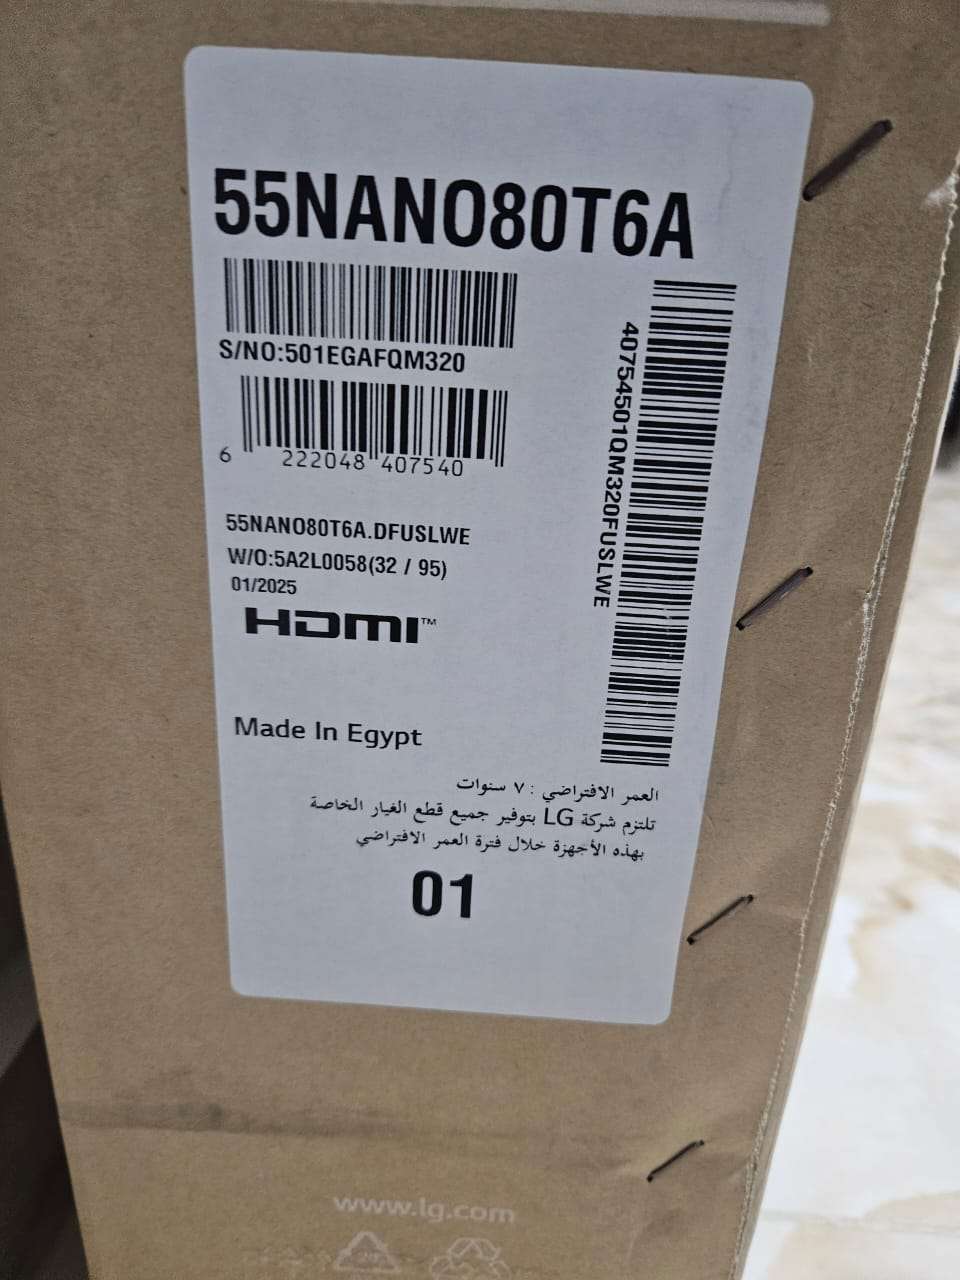 55NANO80T6A
S/NO:501EGAFQM320
6 222048 407540
40754501QM320FUSLWE
55NANO80T6A.DFUSLWE
W/O:5A2L0058(32 / 95)
01/2025
HDMI™
Made In Egypt
العمر الافتراضي : ٧ سنوات
تلتزم شركة LG بتوفير جميع قطع الغيار الخاصة
بهذه الأجهزة خلال فترة العمر الافتراضي
01
www.lg.com